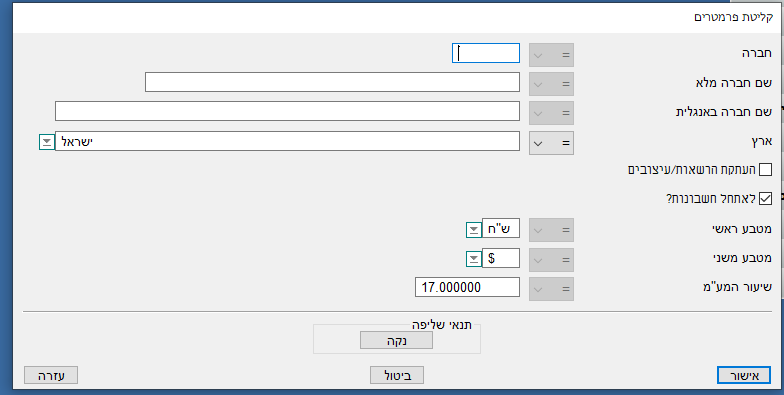 קליטת פרמטרים
חברה =
שם חברה מלא =
שם חברה באנגלית =
ארץ = ישראל
העתקת הרשאות/עיצובים
לאתחל חשבונות?
מטבע ראשי = ש"ח
מטבע משני = $
שיעור המע"מ = 17.000000
תנאי שליפה
נקה
אישור ביטול עזרה